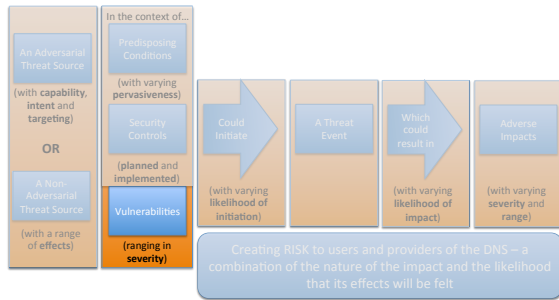 An Adversarial
Threat Source
(with capability,
intent and
targeting)
OR
A Non-
Adversarial
Threat Source
(with a range
of effects)
In the context of...
Predisposing
Conditions
(with varying
pervasiveness)
Security
Controls
(planned and
implemented)
Vulnerabilities
(ranging in
severity)
Could
Initiate
(with varying
likelihood of
initiation)
A Threat
Event
Which
could
result in
(with varying
likelihood of
impact)
Adverse
Impacts
(with varying
severity and
range)
Creating RISK to users and providers of the DNS – a
combination of the nature of the impact and the likelihood
that its effects will be felt